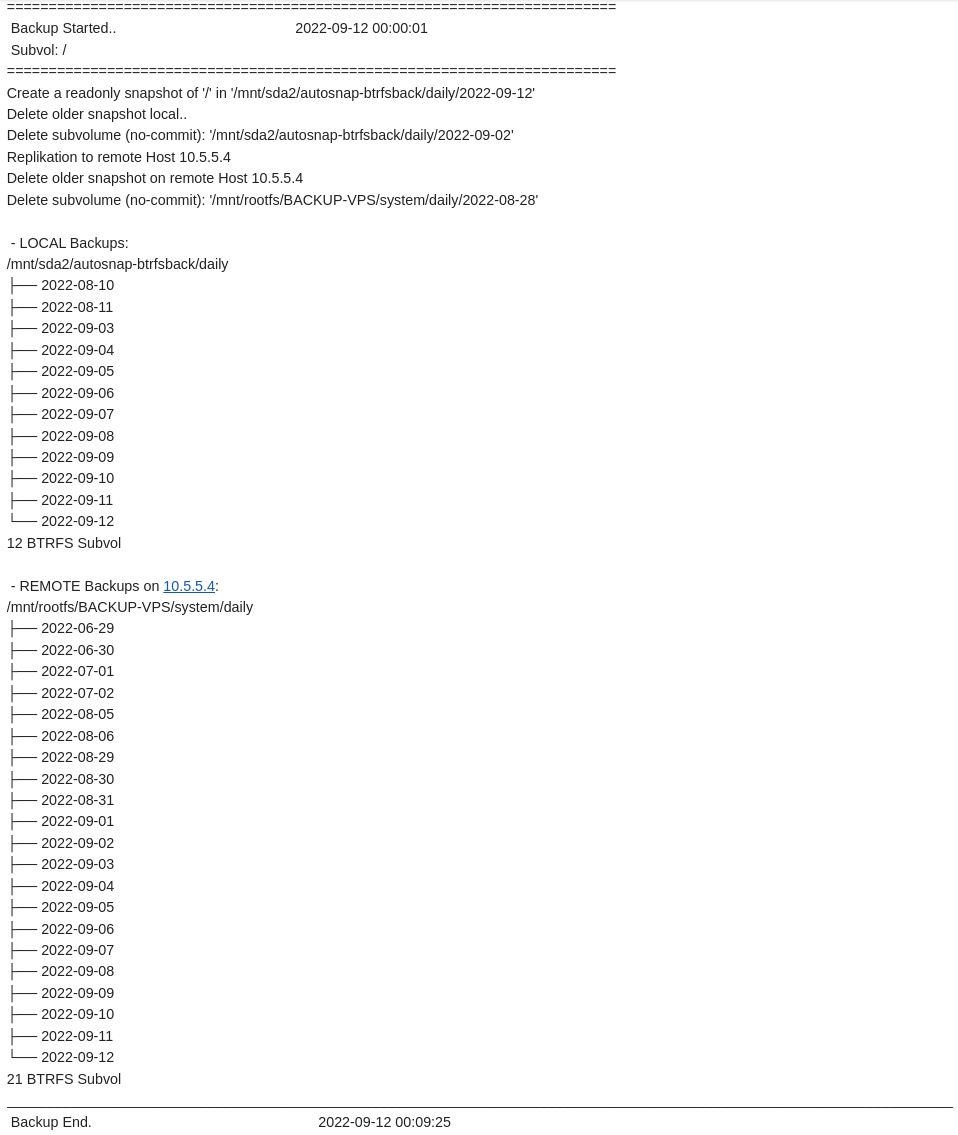 =========================================================================
Backup Started..                    2022-09-12 00:00:01
Subvol: /
=========================================================================
Create a readonly snapshot of '/' in '/mnt/sda2/autosnap-btrfsback/daily/2022-09-12'
Delete older snapshot local..
Delete subvolume (no-commit): '/mnt/sda2/autosnap-btrfsback/daily/2022-09-02'
Replikation to remote Host 10.5.5.4
Delete older snapshot on remote Host 10.5.5.4
Delete subvolume (no-commit): '/mnt/rootfs/BACKUP-VPS/system/daily/2022-08-28'
- LOCAL Backups:
/mnt/sda2/autosnap-btrfsback/daily
├── 2022-08-10
├── 2022-08-11
├── 2022-09-03
├── 2022-09-04
├── 2022-09-05
├── 2022-09-06
├── 2022-09-07
├── 2022-09-08
├── 2022-09-09
├── 2022-09-10
├── 2022-09-11
└── 2022-09-12
12 BTRFS Subvol
- REMOTE Backups on 10.5.5.4:
/mnt/rootfs/BACKUP-VPS/system/daily
├── 2022-06-29
├── 2022-06-30
├── 2022-07-01
├── 2022-07-02
├── 2022-08-05
├── 2022-08-06
├── 2022-08-29
├── 2022-08-30
├── 2022-08-31
├── 2022-09-01
├── 2022-09-02
├── 2022-09-03
├── 2022-09-04
├── 2022-09-05
├── 2022-09-06
├── 2022-09-07
├── 2022-09-08
├── 2022-09-09
├── 2022-09-10
├── 2022-09-11
└── 2022-09-12
21 BTRFS Subvol
Backup End.                    2022-09-12 00:09:25